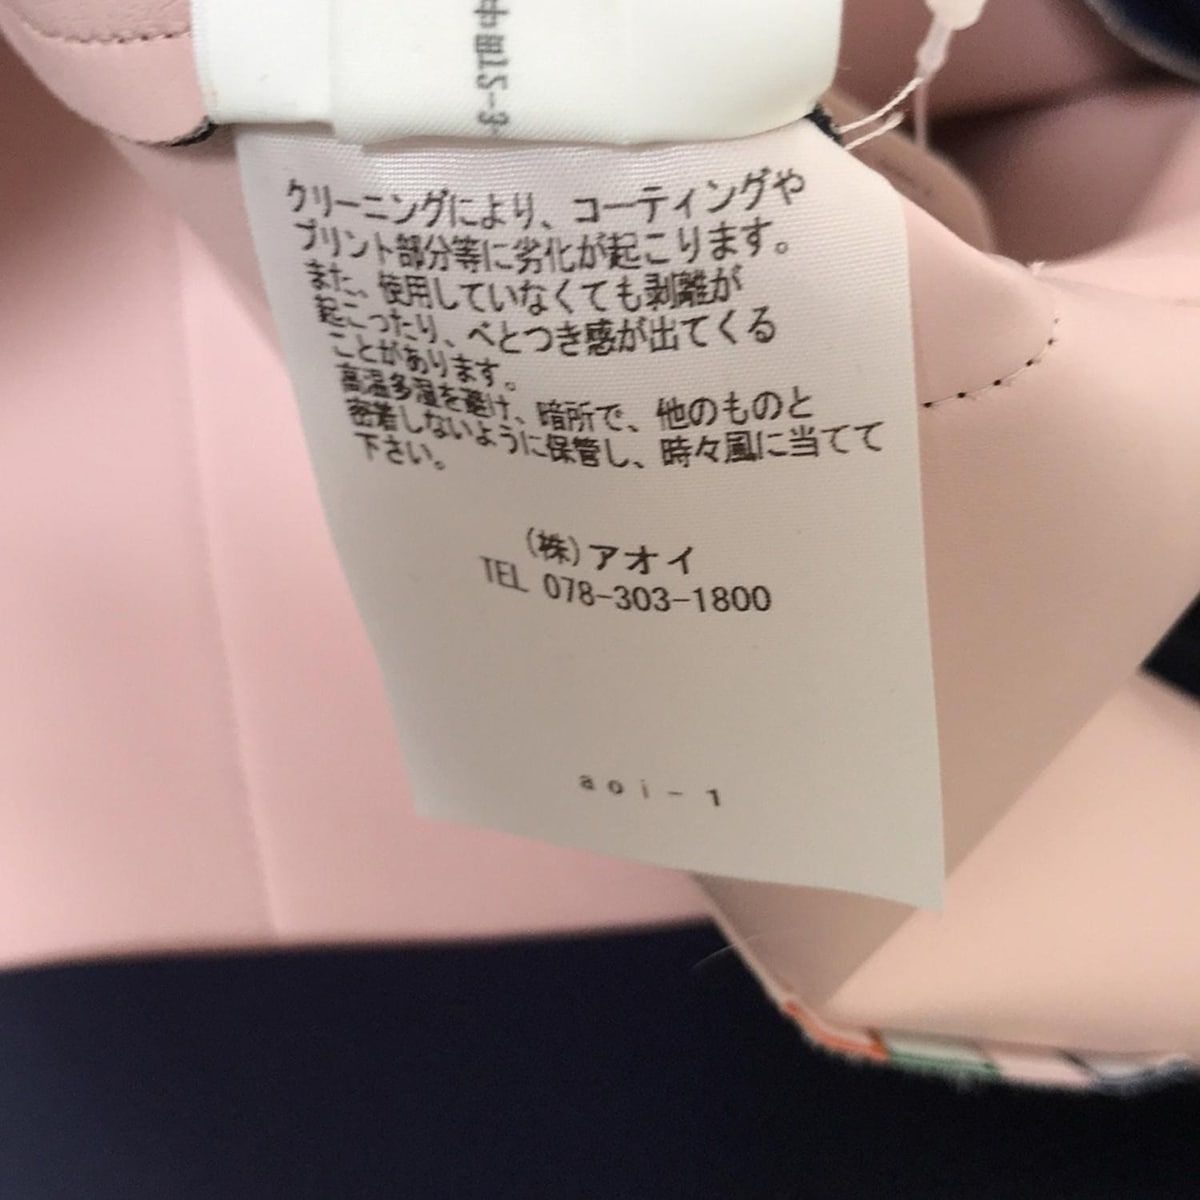 中畑12-3
クリーニングにより、コーティングや
プリント部分等に劣化が起こります。
また、使用していなくても剥離が
起こったり、べとつき感が出てくる
ことがあります。
高温多湿を避け、暗所で、他のものと
密着しないように保管し、時々風に当てて
下さい。
(株)アオイ
TEL 078-303-1800
aoi-1